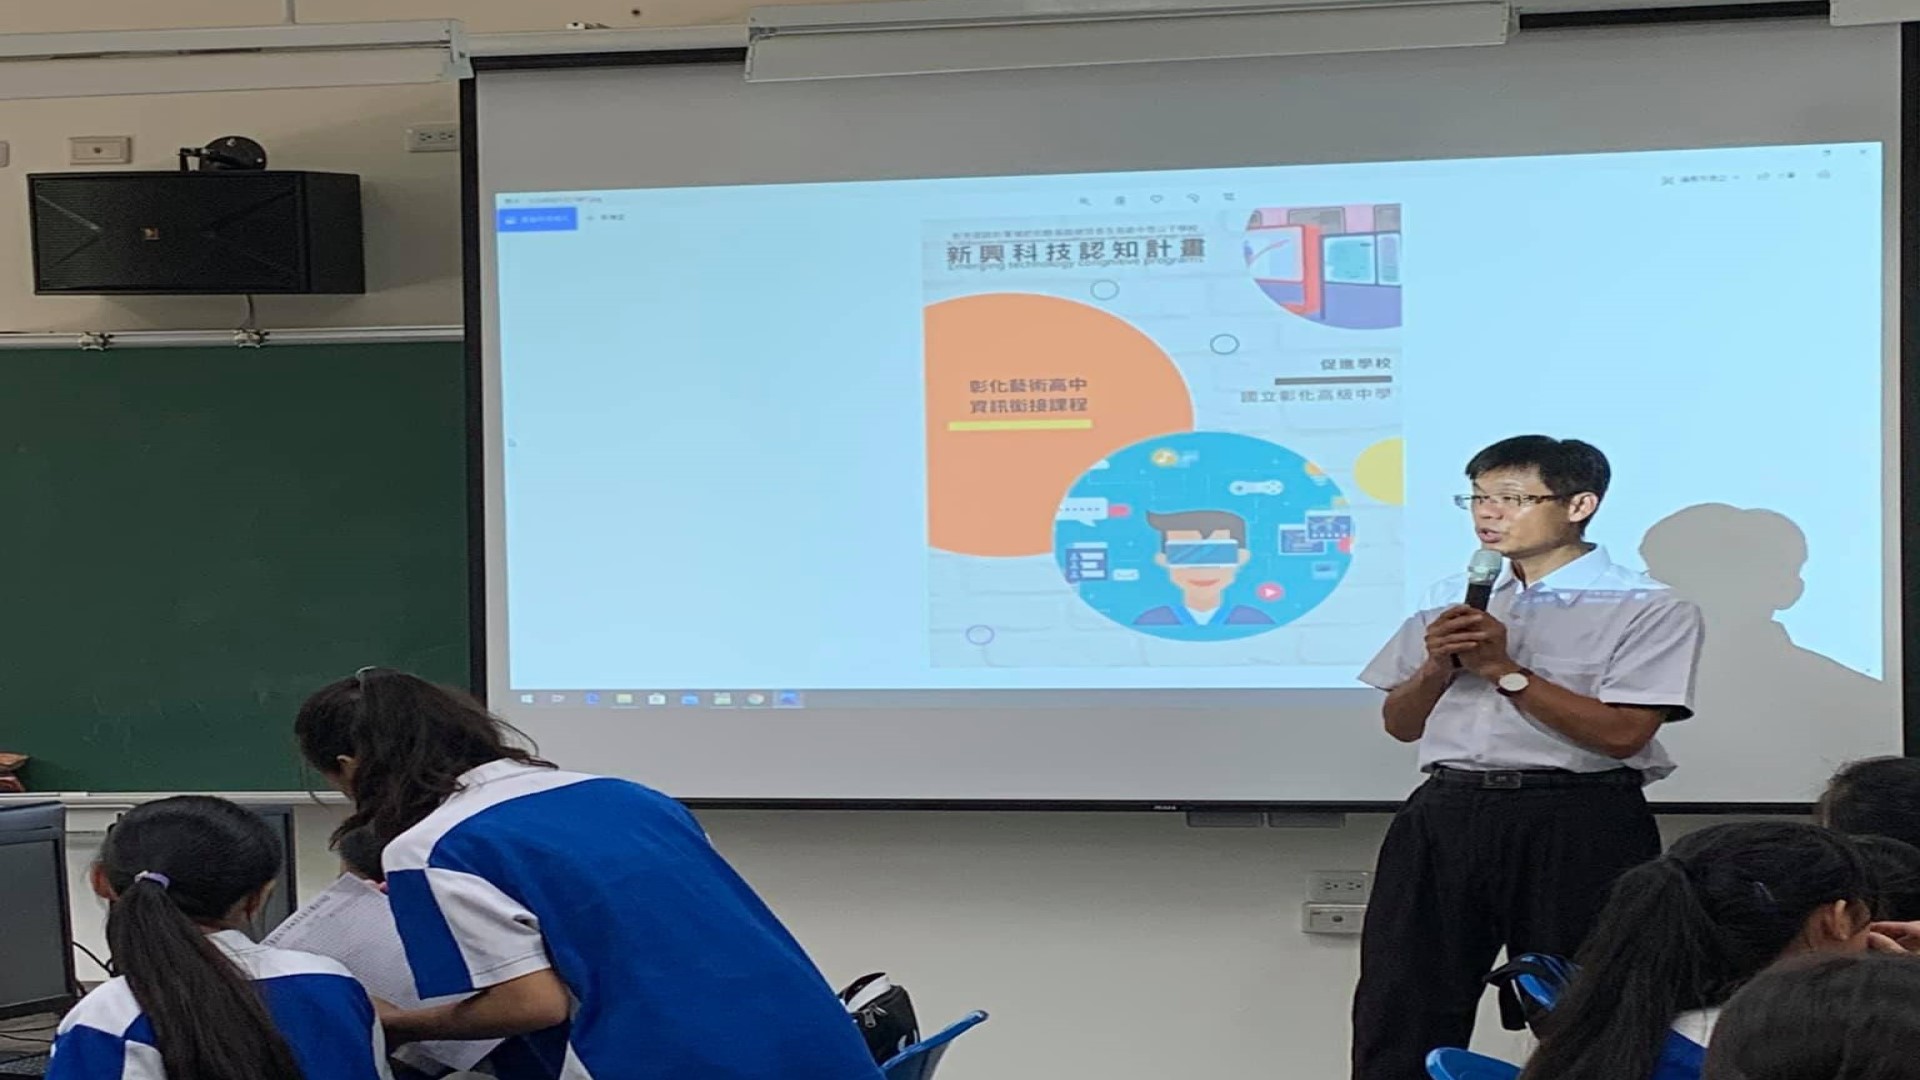 新興科技認知計畫
Emerging technology congnieve programs
彰化藝術高中
資訊銜接課程
促進學校
國立彰化高級中學